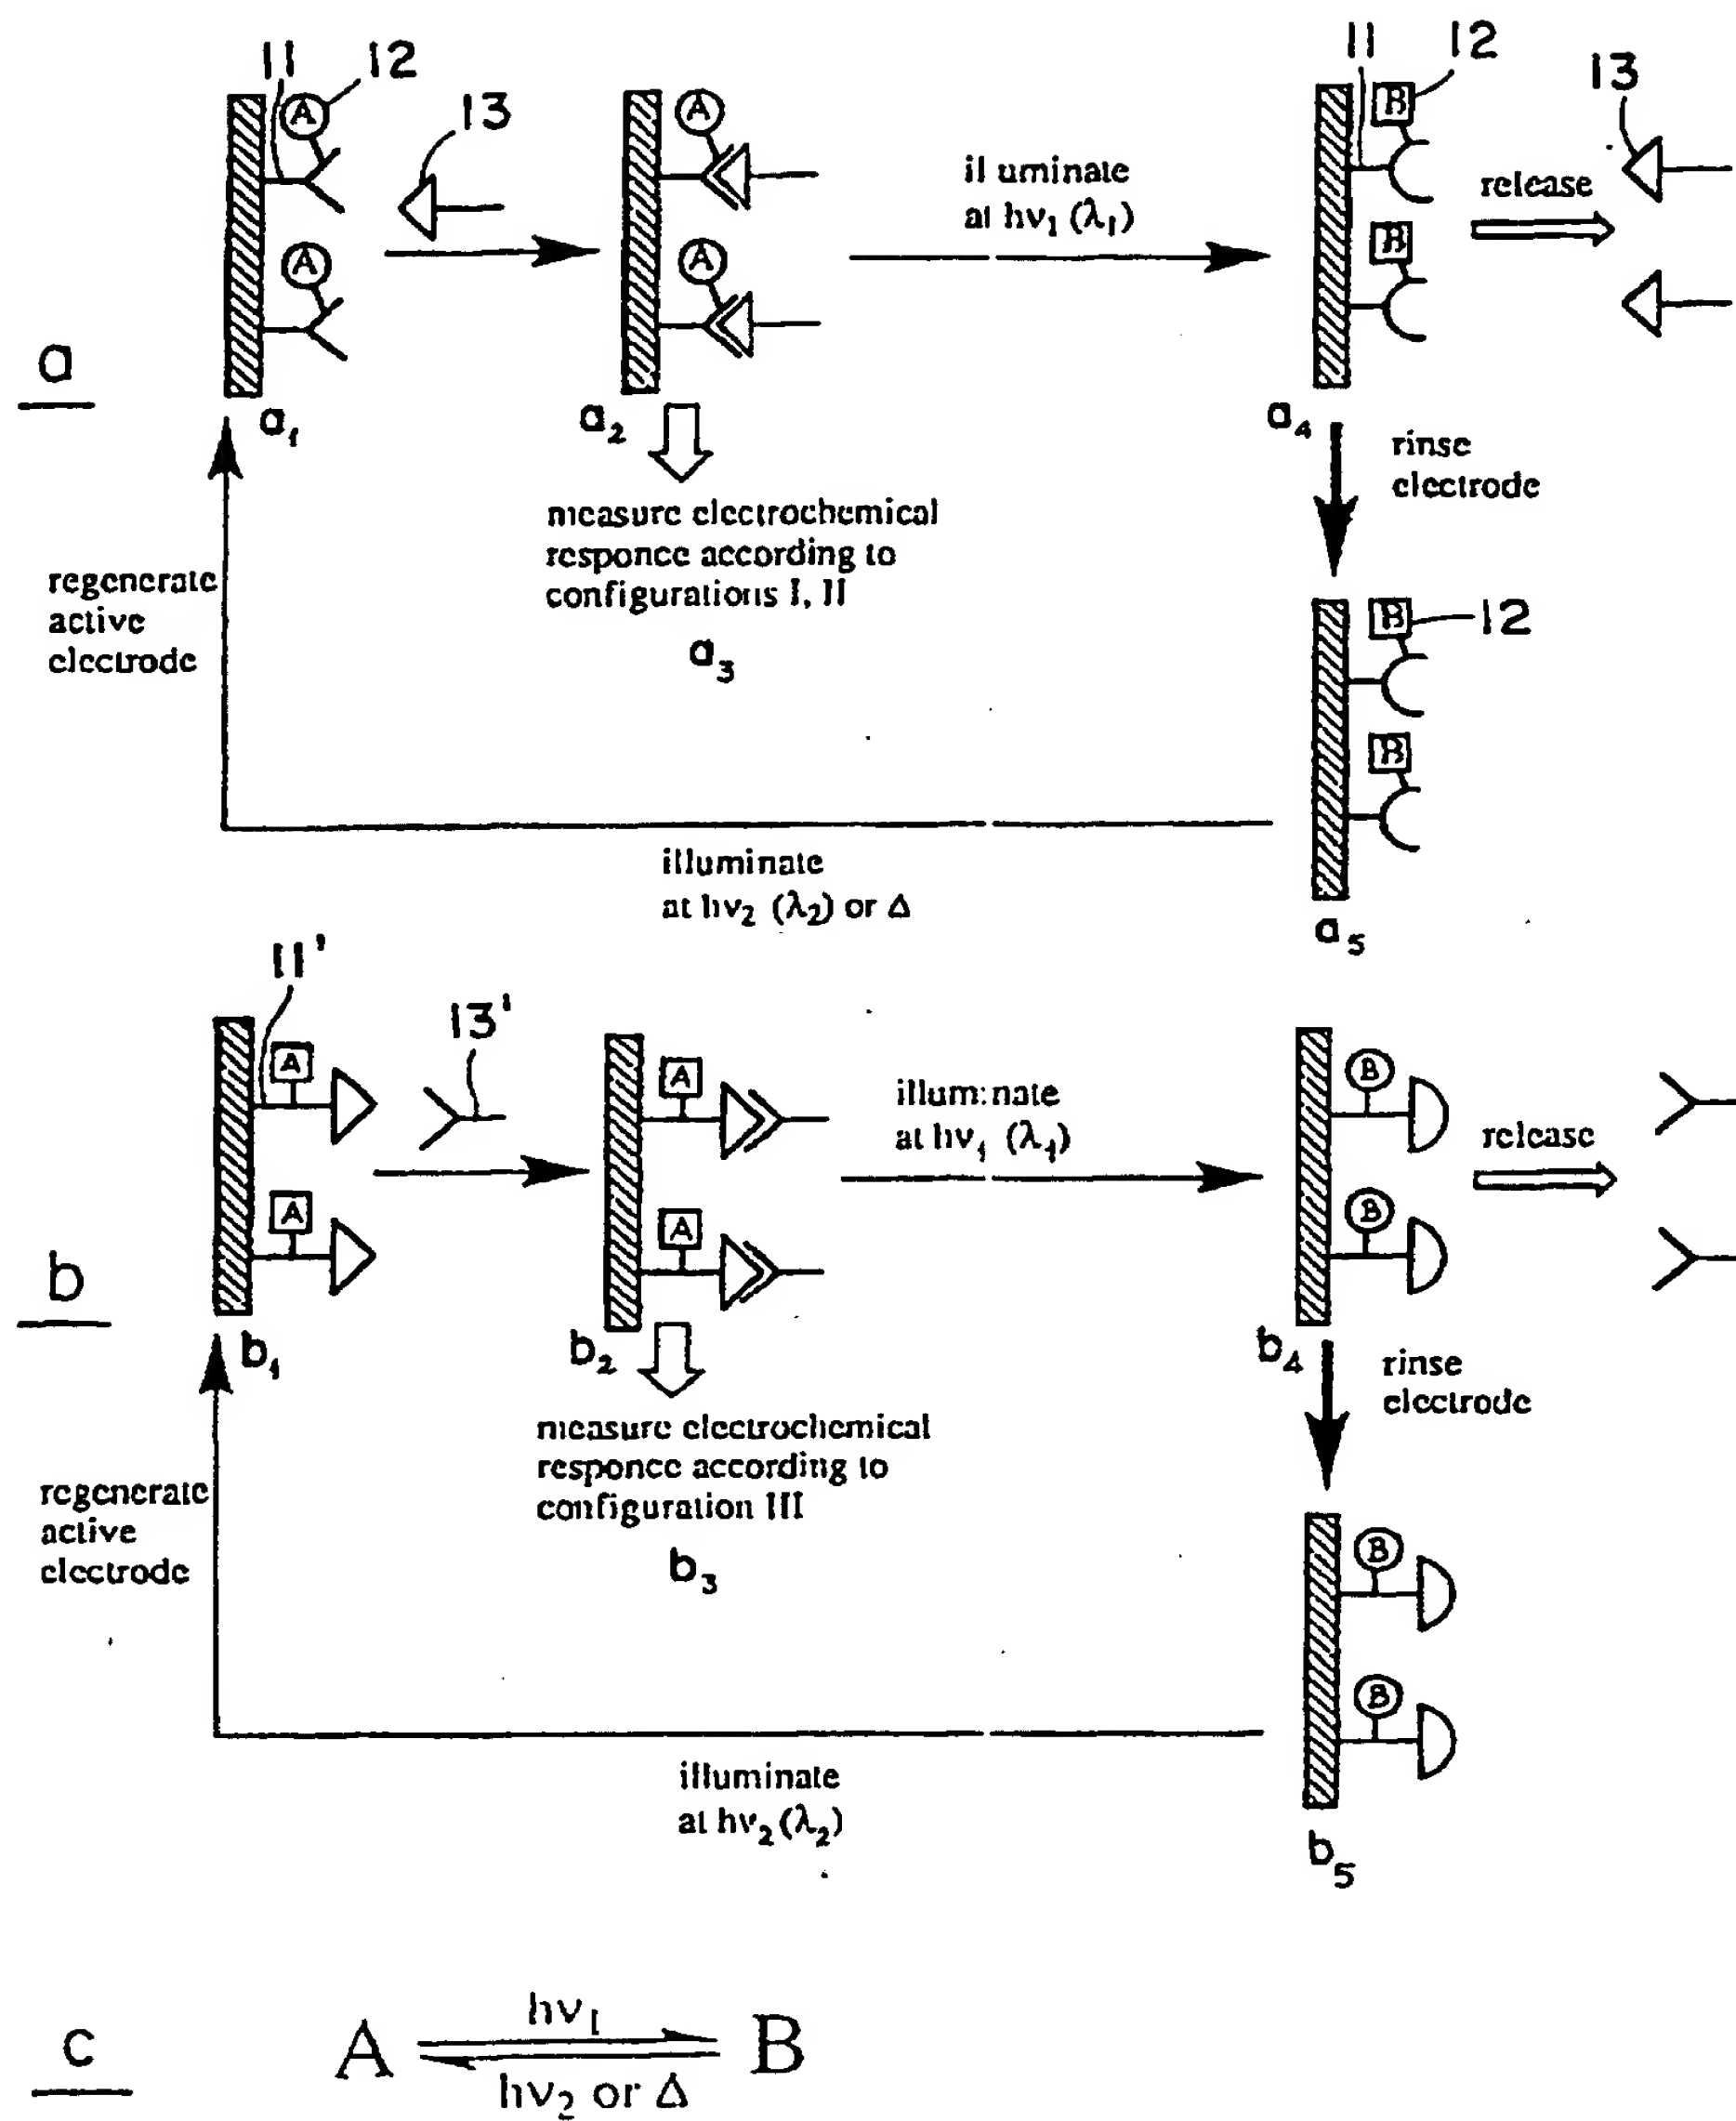 11 12
13
A
A
A
A
il uminate
at hν₁ (λ₁)
11 12 13
B
B
release
a
a₁
a₂
a₄
rinse
electrode
measure electrochemical
responce according to
configurations I, II
a₃
regenerate
active
electrode
B 12
B
illuminate
at hν₂ (λ₂) or Δ
a₅
11'
13'
A
A
A
A
illum:nate
at hν₁ (λ₁)
B
B
release
b
b₁
b₂
b₄
rinse
electrode
measure electrochemical
responce according to
configuration III
b₃
regenerate
active
electrode
B
B
illuminate
at hν₂ (λ₂)
b₅
c
hν₁
A B
hν₂ or Δ